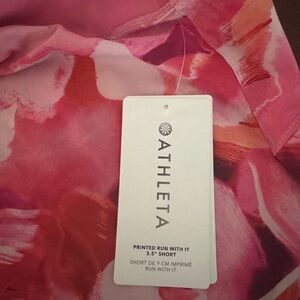 ATHLETA
PRINTED RUN WITH IT
3.5" SHORT
SHORT DE 9 CM IMPRIMÉ
RUN WITH IT